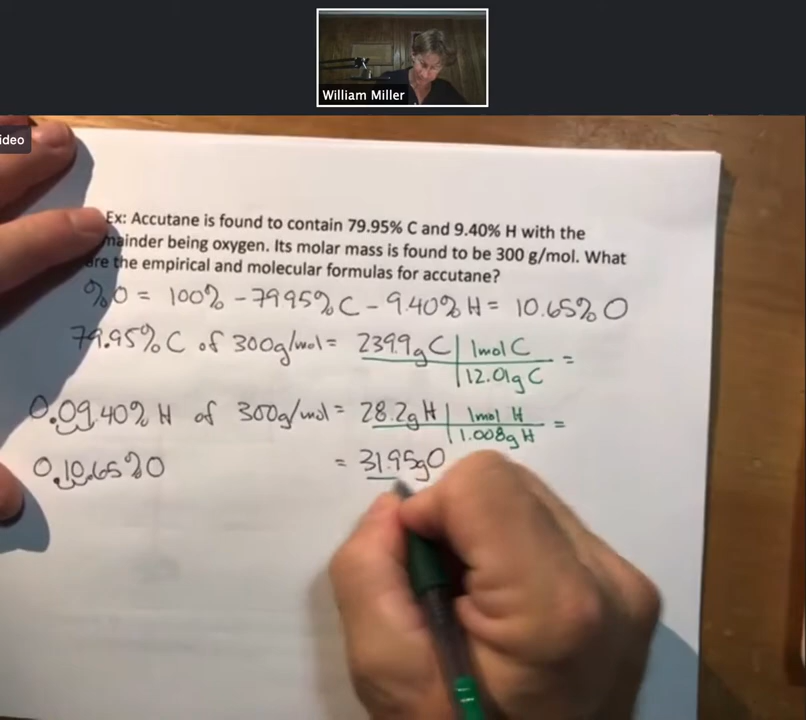 William Miller
ideo
Ex: Accutane is found to contain 79.95% C and 9.40% H with the
mainder being oxygen. Its molar mass is found to be 300 g/mol. What
are the empirical and molecular formulas for accutane?
%O = 100% - 79.95% C - 9.40% H = 10.65% O
79.95% C of 300g/mol = 239.9g C | 1mol C =
12.01g C
0.09.40% H of 300g/mol = 28.2g H | 1mol H =
1.008g H
0.10.65% O = 31.95g O